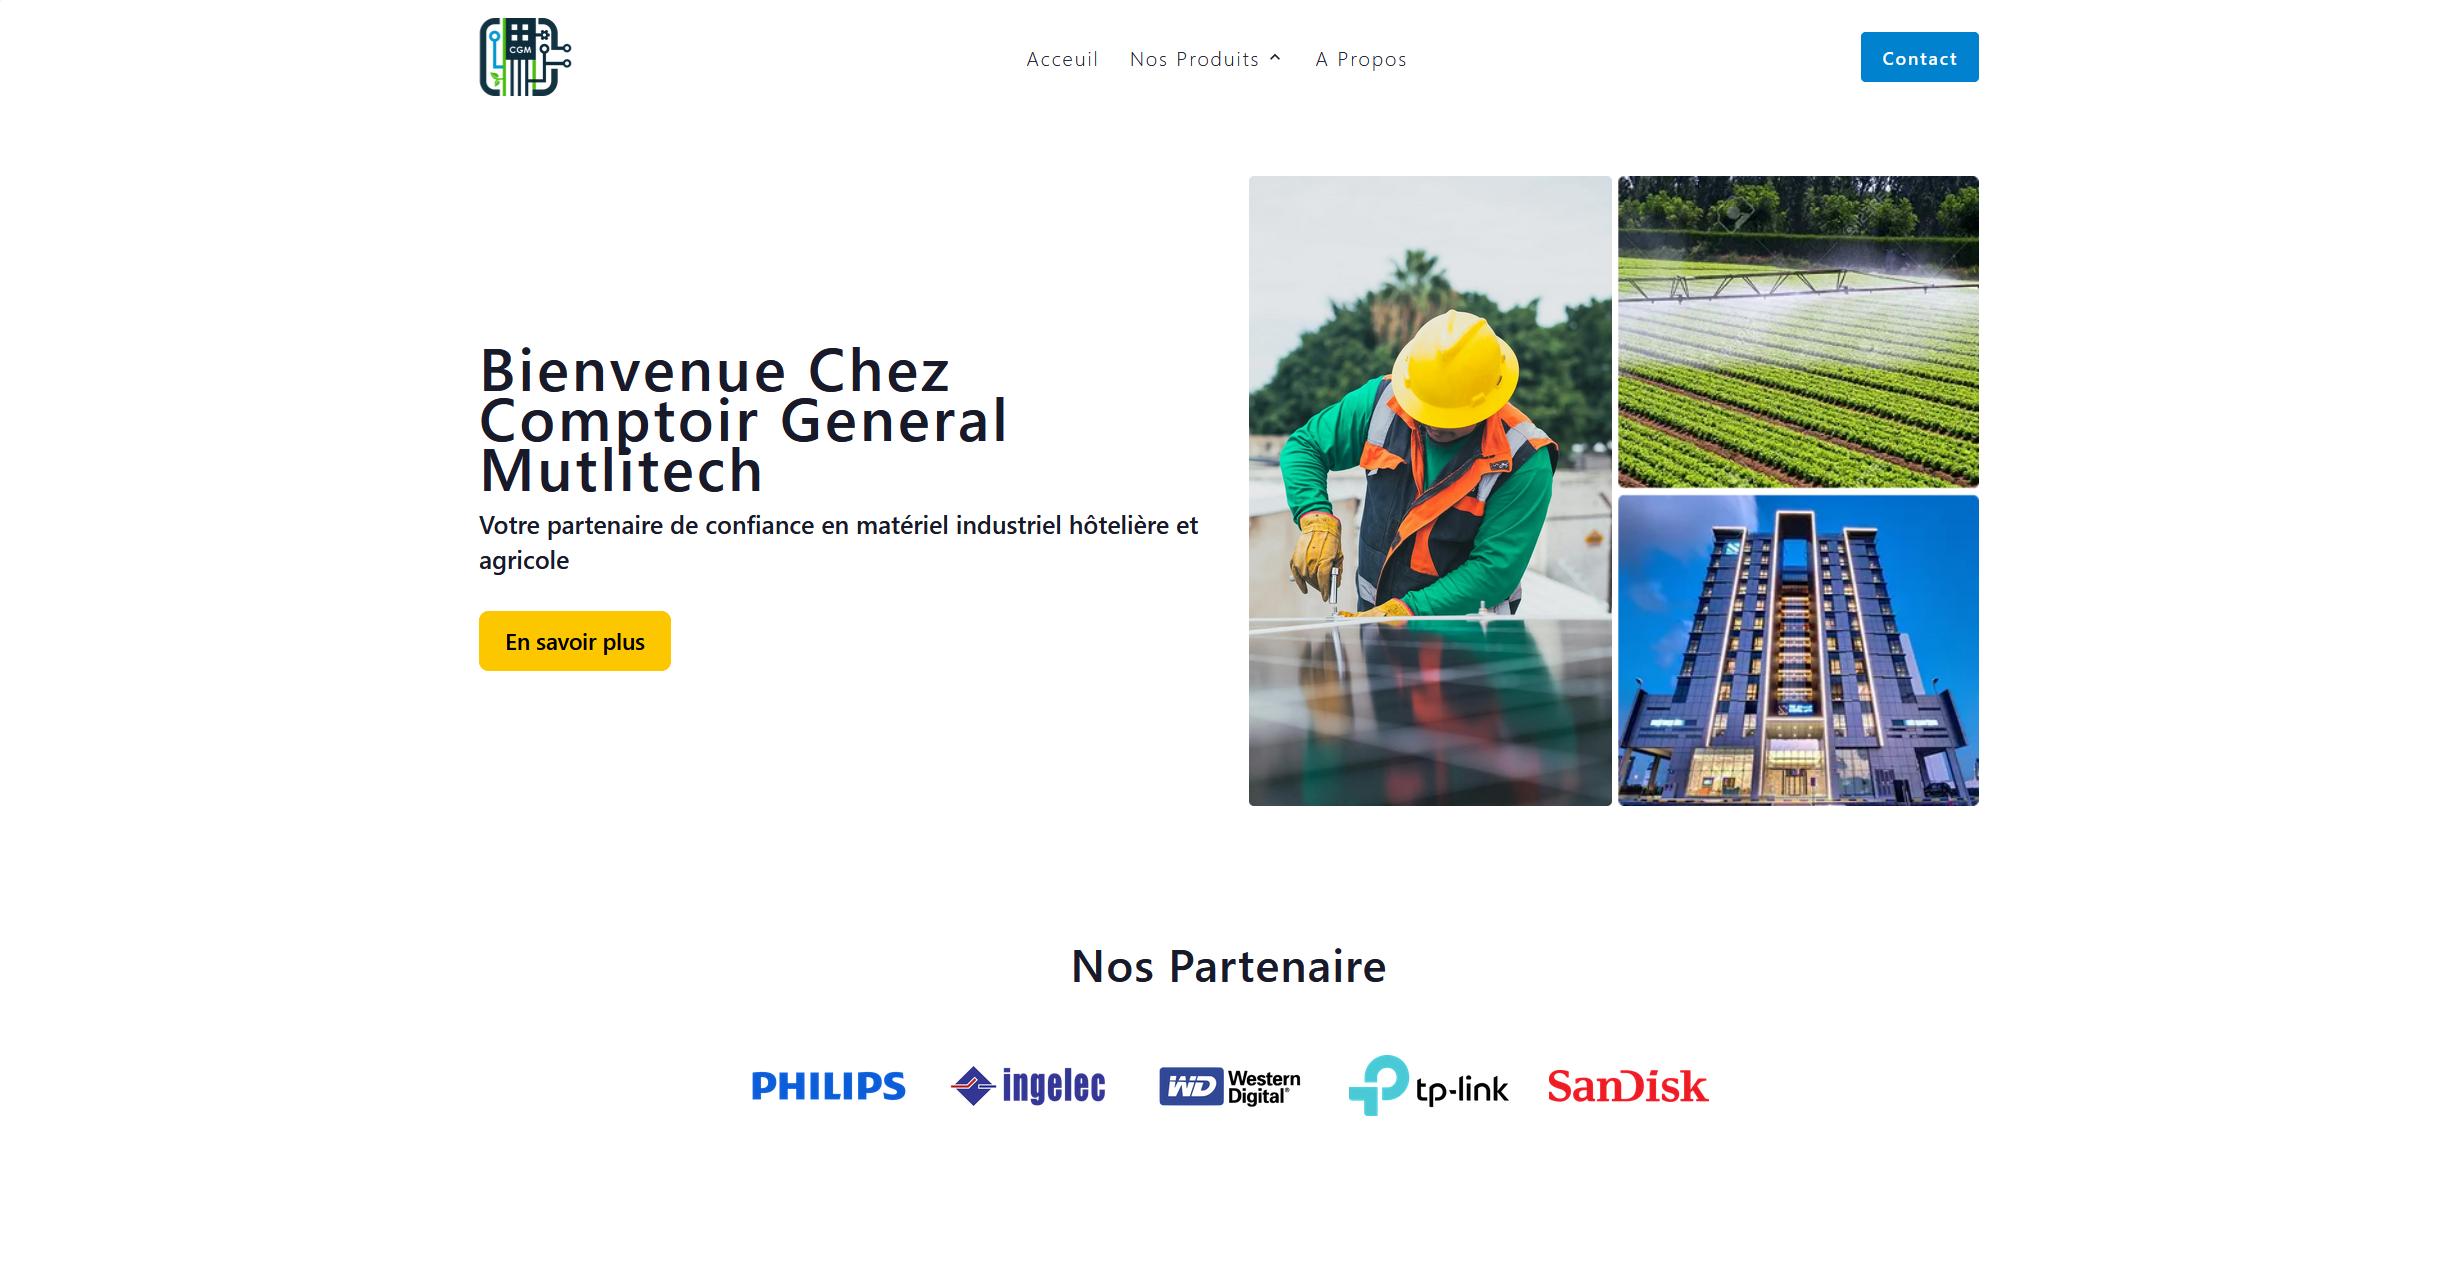 CGM
Acceuil
Nos Produits
A Propos
Contact
Bienvenue Chez
Comptoir General
Mutlitech
Votre partenaire de confiance en matériel industriel hôtelière et
agricole
En savoir plus
Nos Partenaire
PHILIPS
ingelec
WD Western
Digital®
tp-link
SanDisk